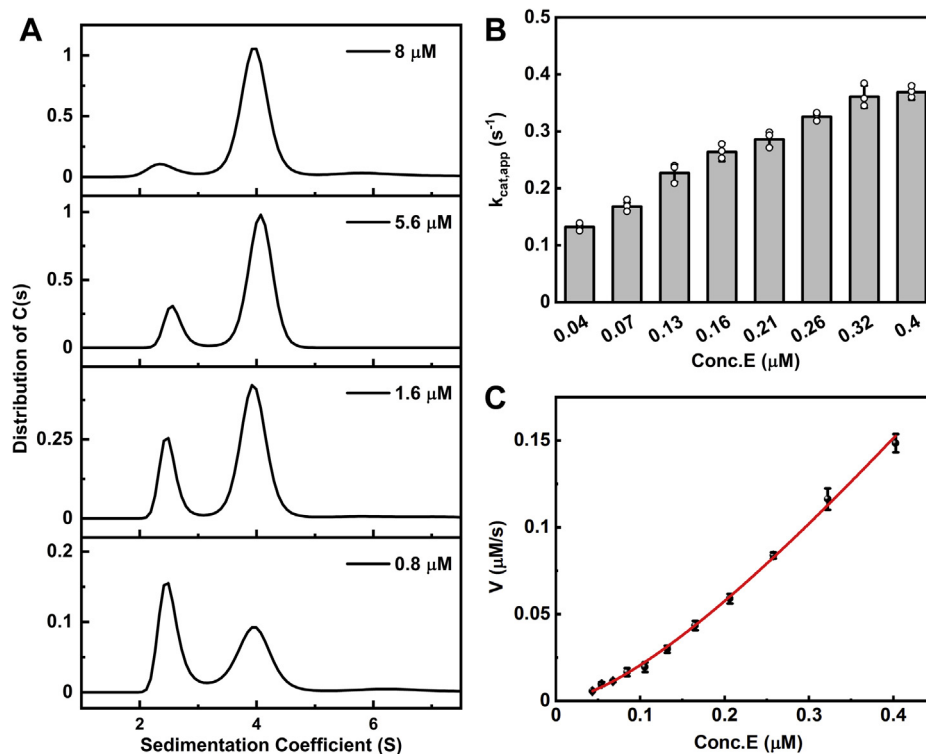 A
8 μM
1
0.5
0
5.6 μM
1
0.5
0
1.6 μM
0.25
0
0.8 μM
0.2
0.1
0
2
4
6
Distribution of C(s)
Sedimentation Coefficient (S)
B
0.5
0.4
0.3
0.2
0.1
0
kcat,app (s-1)
0.04
0.07
0.13
0.16
0.21
0.26
0.32
0.4
Conc.E (μM)
C
0.15
0.10
0.05
0
V (μM/s)
0
0.1
0.2
0.3
0.4
Conc.E (μM)